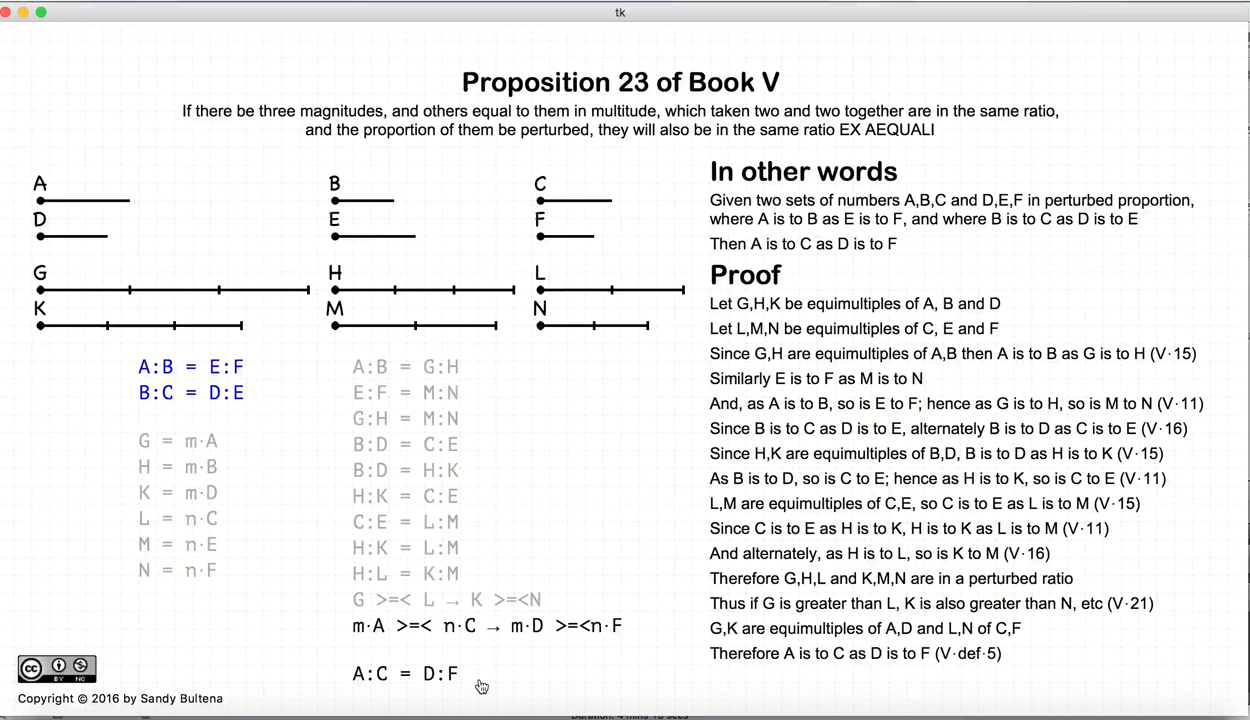 tk
Proposition 23 of Book V
If there be three magnitudes, and others equal to them in multitude, which taken two and two together are in the same ratio,
and the proportion of them be perturbed, they will also be in the same ratio EX AEQUALI
A
B
C
D
E
F
G
H
L
K
M
N
A:B = E:F
B:C = D:E
G = m·A
H = m·B
K = m·D
L = n·C
M = n·E
N = n·F
A:B = G:H
E:F = M:N
G:H = M:N
B:D = C:E
B:D = H:K
H:K = C:E
C:E = L:M
H:K = L:M
H:L = K:M
G >=< L → K >=<N
m·A >=< n·C → m·D >=<n·F
A:C = D:F
In other words
Given two sets of numbers A,B,C and D,E,F in perturbed proportion,
where A is to B as E is to F, and where B is to C as D is to E
Then A is to C as D is to F
Proof
Let G,H,K be equimultiples of A, B and D
Let L,M,N be equimultiples of C, E and F
Since G,H are equimultiples of A,B then A is to B as G is to H (V·15)
Similarly E is to F as M is to N
And, as A is to B, so is E to F; hence as G is to H, so is M to N (V·11)
Since B is to C as D is to E, alternately B is to D as C is to E (V·16)
Since H,K are equimultiples of B,D, B is to D as H is to K (V·15)
As B is to D, so is C to E; hence as H is to K, so is C to E (V·11)
L,M are equimultiples of C,E, so C is to E as L is to M (V·15)
Since C is to E as H is to K, H is to K as L is to M (V·11)
And alternately, as H is to L, so is K to M (V·16)
Therefore G,H,L and K,M,N are in a perturbed ratio
Thus if G is greater than L, K is also greater than N, etc (V·21)
G,K are equimultiples of A,D and L,N of C,F
Therefore A is to C as D is to F (V·def·5)
cc
BY NC
Copyright © 2016 by Sandy Bultena